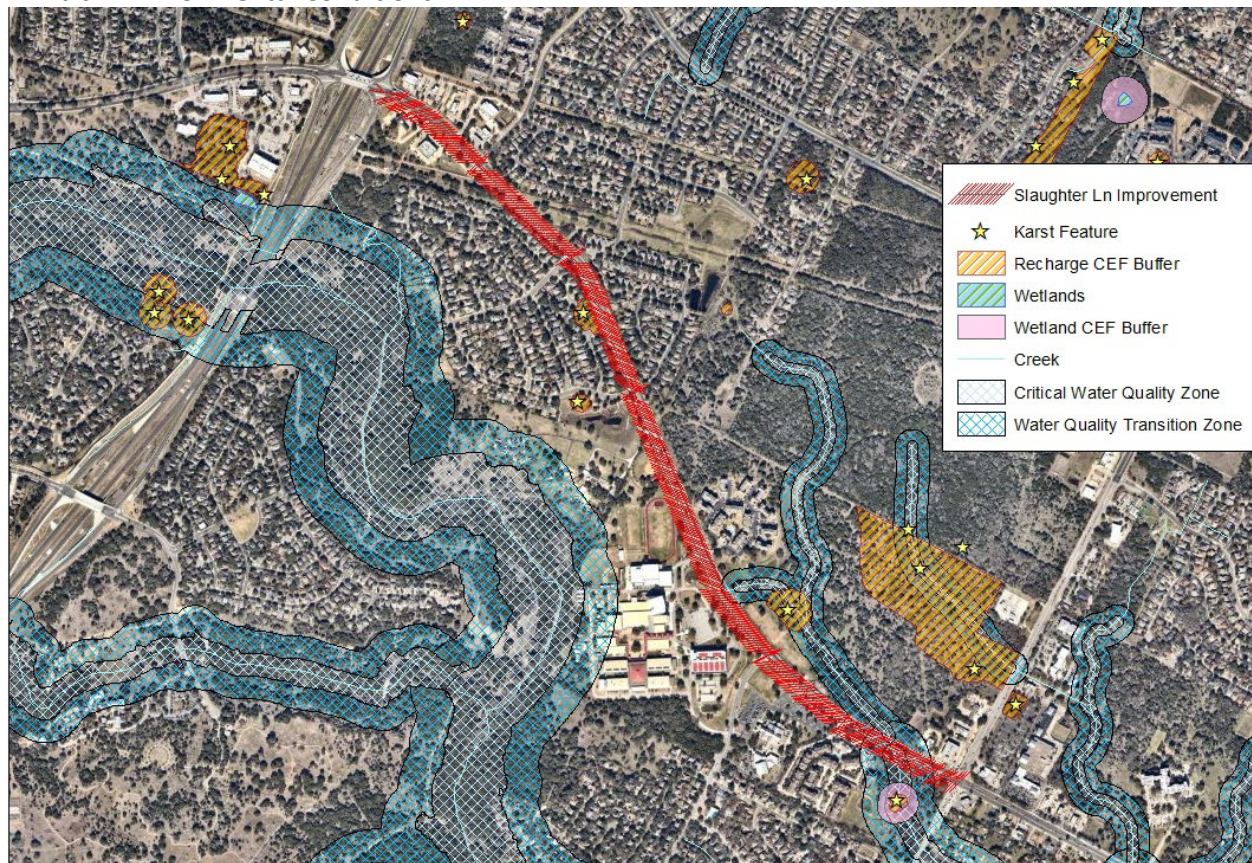 Slaughter Ln Improvement
Karst Feature
Recharge CEF Buffer
Wetlands
Wetland CEF Buffer
Creek
Critical Water Quality Zone
Water Quality Transition Zone